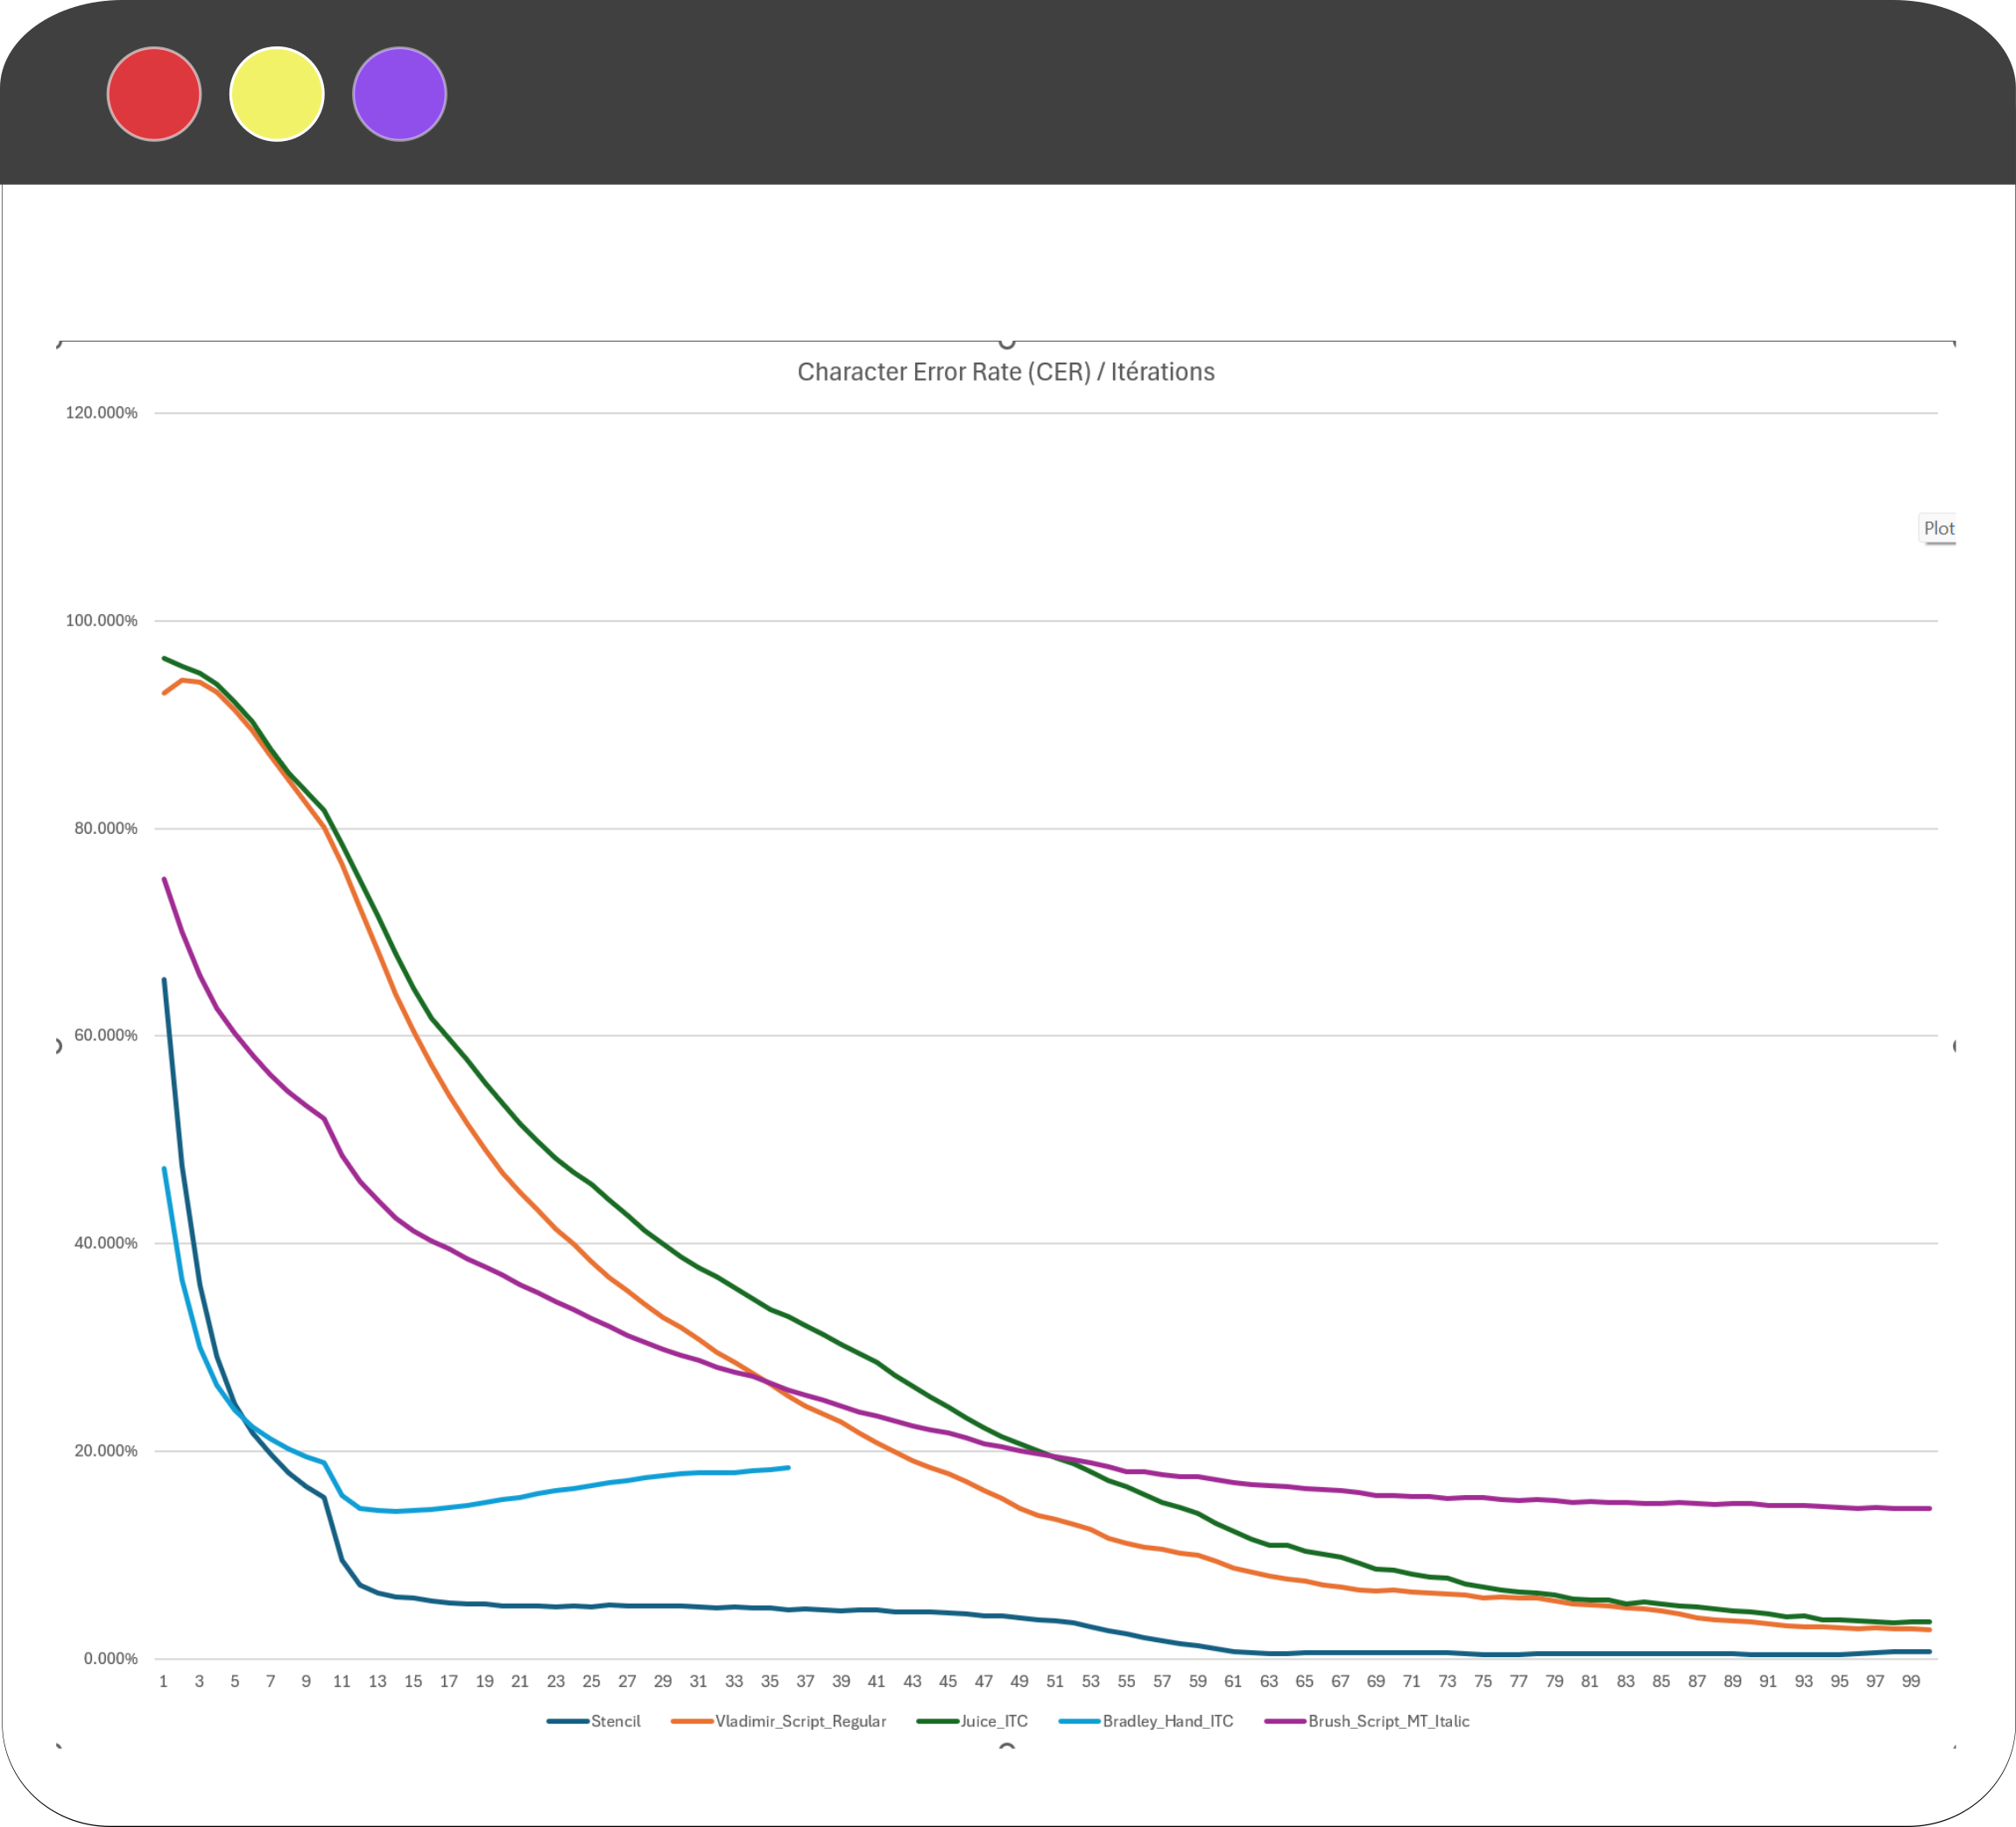 Character Error Rate (CER) / Itérations
120.000%
Plot
100.000%
80.000%
60.000%
40.000%
20.000%
0.000%
1 3 5 7 9 11 13 15 17 19 21 23 25 27 29 31 33 35 37 39 41 43 45 47 49 51 53 55 57 59 61 63 65 67 69 71 73 75 77 79 81 83 85 87 89 91 93 95 97 99
Stencil Vladimir_Script_Regular Juice_ITC Bradley_Hand_ITC Brush_Script_MT_Italic